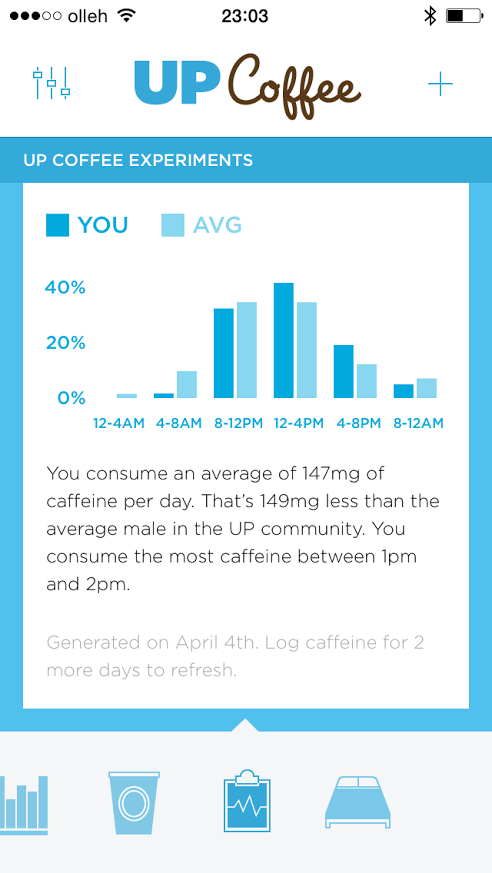 olleh 23:03
UP Coffee
UP COFFEE EXPERIMENTS
YOU AVG
40%
20%
0%
12-4AM 4-8AM 8-12PM 12-4PM 4-8PM 8-12AM
You consume an average of 147mg of
caffeine per day. That's 149mg less than the
average male in the UP community. You
consume the most caffeine between 1pm
and 2pm.
Generated on April 4th. Log caffeine for 2
more days to refresh.